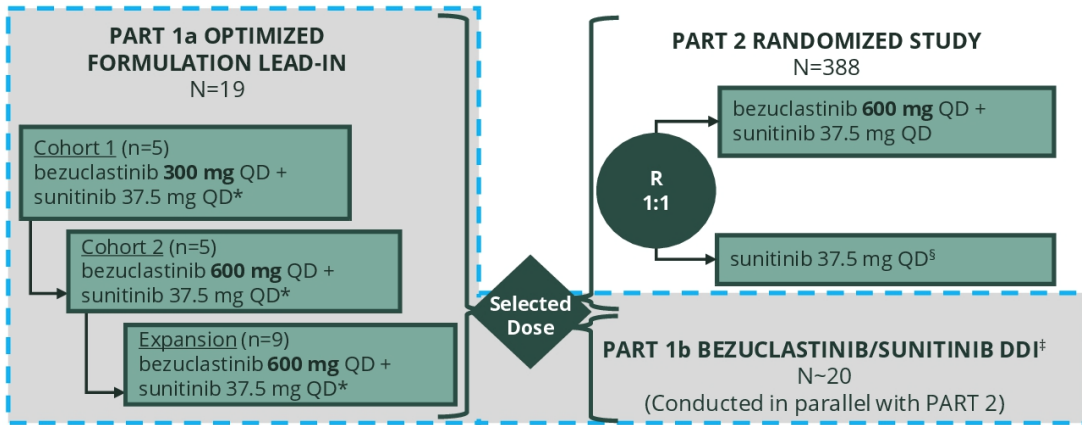 PART 1a OPTIMIZED
FORMULATION LEAD-IN
N=19
Cohort 1 (n=5)
bezuclastinib 300 mg QD +
sunitinib 37.5 mg QD*
Cohort 2 (n=5)
bezuclastinib 600 mg QD +
sunitinib 37.5 mg QD*
Expansion (n=9)
bezuclastinib 600 mg QD +
sunitinib 37.5 mg QD*
Selected
Dose
PART 2 RANDOMIZED STUDY
N=388
R
1:1
bezuclastinib 600 mg QD +
sunitinib 37.5 mg QD
sunitinib 37.5 mg QD§
PART 1b BEZUCLASTINIB/SUNITINIB DDI‡
N~20
(Conducted in parallel with PART 2)